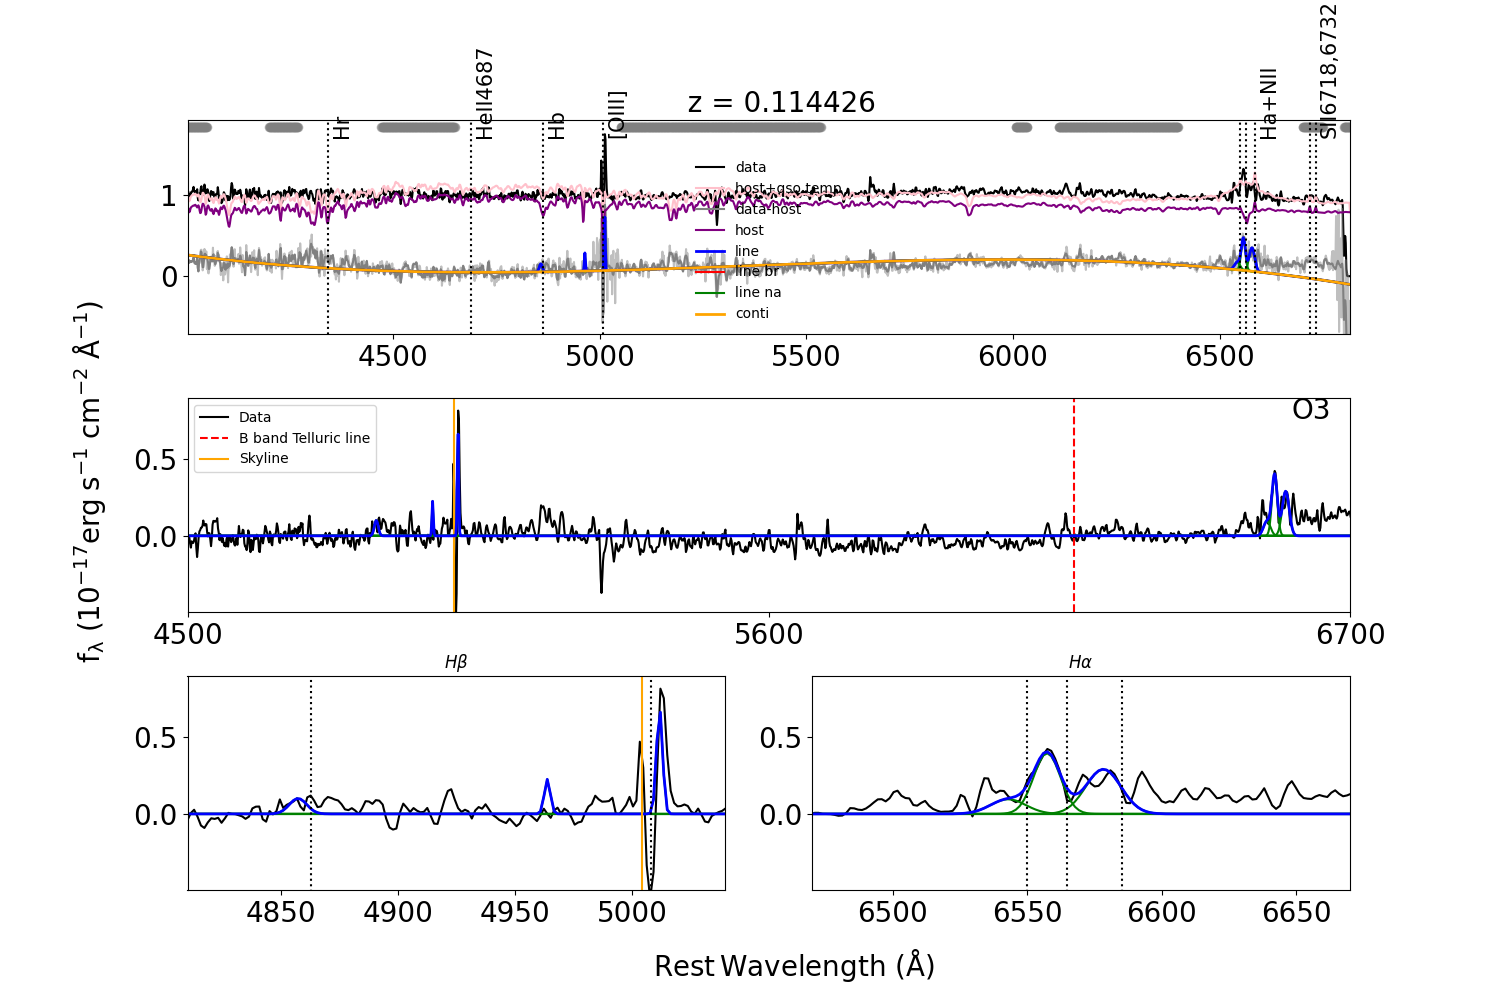 z = 0.114426
Hr
HeII4687
Hb
[OIII]
Ha+NII
SII6718,6732
data
host+qso temp
data-host
host
line
line br
line na
conti
1
0
4500
5000
5500
6000
6500
Data
B band Telluric line
Skyline
O3
0.5
0.0
4500
5600
6700
Hβ
0.5
0.0
4850
4900
4950
5000
Hα
0.5
0.0
6500
6550
6600
6650
fλ (10−17erg s−1 cm−2 Å−1)
Rest Wavelength (Å)